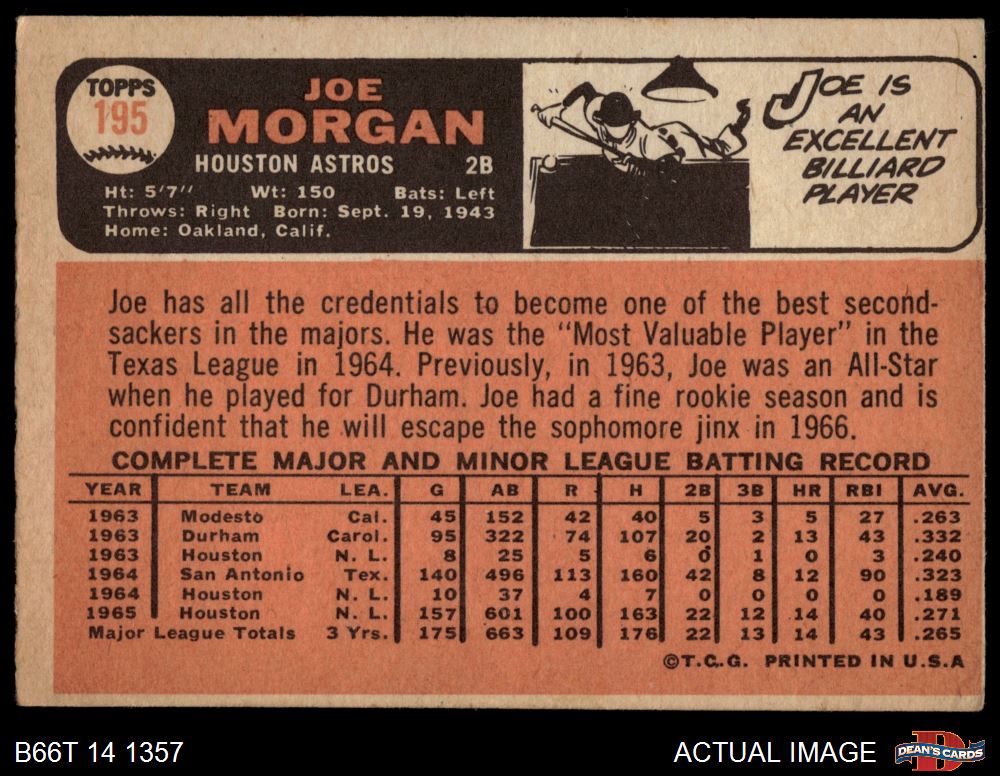 TOPPS
195
JOE
MORGAN
HOUSTON ASTROS 2B
Ht: 5'7" Wt: 150 Bats: Left
Throws: Right Born: Sept. 19, 1943
Home: Oakland, Calif.
JOE IS
AN
EXCELLENT
BILLIARD
PLAYER
Joe has all the credentials to become one of the best second-
sackers in the majors. He was the "Most Valuable Player" in the
Texas League in 1964. Previously, in 1963, Joe was an All-Star
when he played for Durham. Joe had a fine rookie season and is
confident that he will escape the sophomore jinx in 1966.
COMPLETE MAJOR AND MINOR LEAGUE BATTING RECORD
YEAR TEAM LEA. G AB R H 2B 3B HR RBI AVG.
1963 Modesto Cal. 45 152 42 40 5 3 5 27 .263
1963 Durham Carol. 95 322 74 107 20 2 13 43 .332
1963 Houston N. L. 8 25 5 6 0 1 0 3 .240
1964 San Antonio Tex. 140 496 113 160 42 8 12 90 .323
1964 Houston N. L. 10 37 4 7 0 0 0 0 .189
1965 Houston N. L. 157 601 100 163 22 12 14 40 .271
Major League Totals 3 Yrs. 175 663 109 176 22 13 14 43 .265
©T.C.G. PRINTED IN U.S.A
B66T 14 1357
ACTUAL IMAGE
DEAN'S CARDS